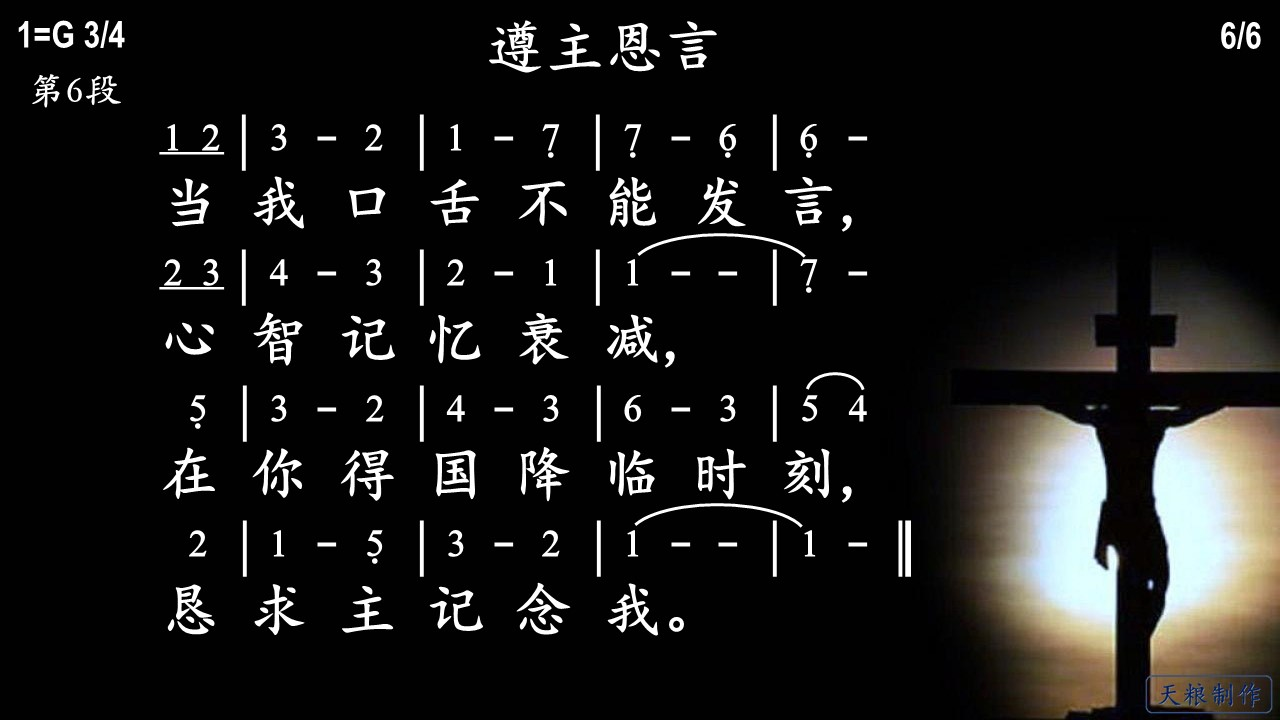 1=G 3/4
遵主恩言
6/6
第6段
1 2 | 3 - 2 | 1 - 7̣ | 7̣ - 6̣ | 6̣ -
当我口舌不能发言,
2 3 | 4 - 3 | 2 - 1 | 1 - - | 7̣ -
心智记忆衰减,
5̣ | 3 - 2 | 4 - 3 | 6 - 3 | 5 4
在你得国降临时刻,
2 | 1 - 5̣ | 3 - 2 | 1 - - | 1 - ‖
恳求主记念我。
天粮制作